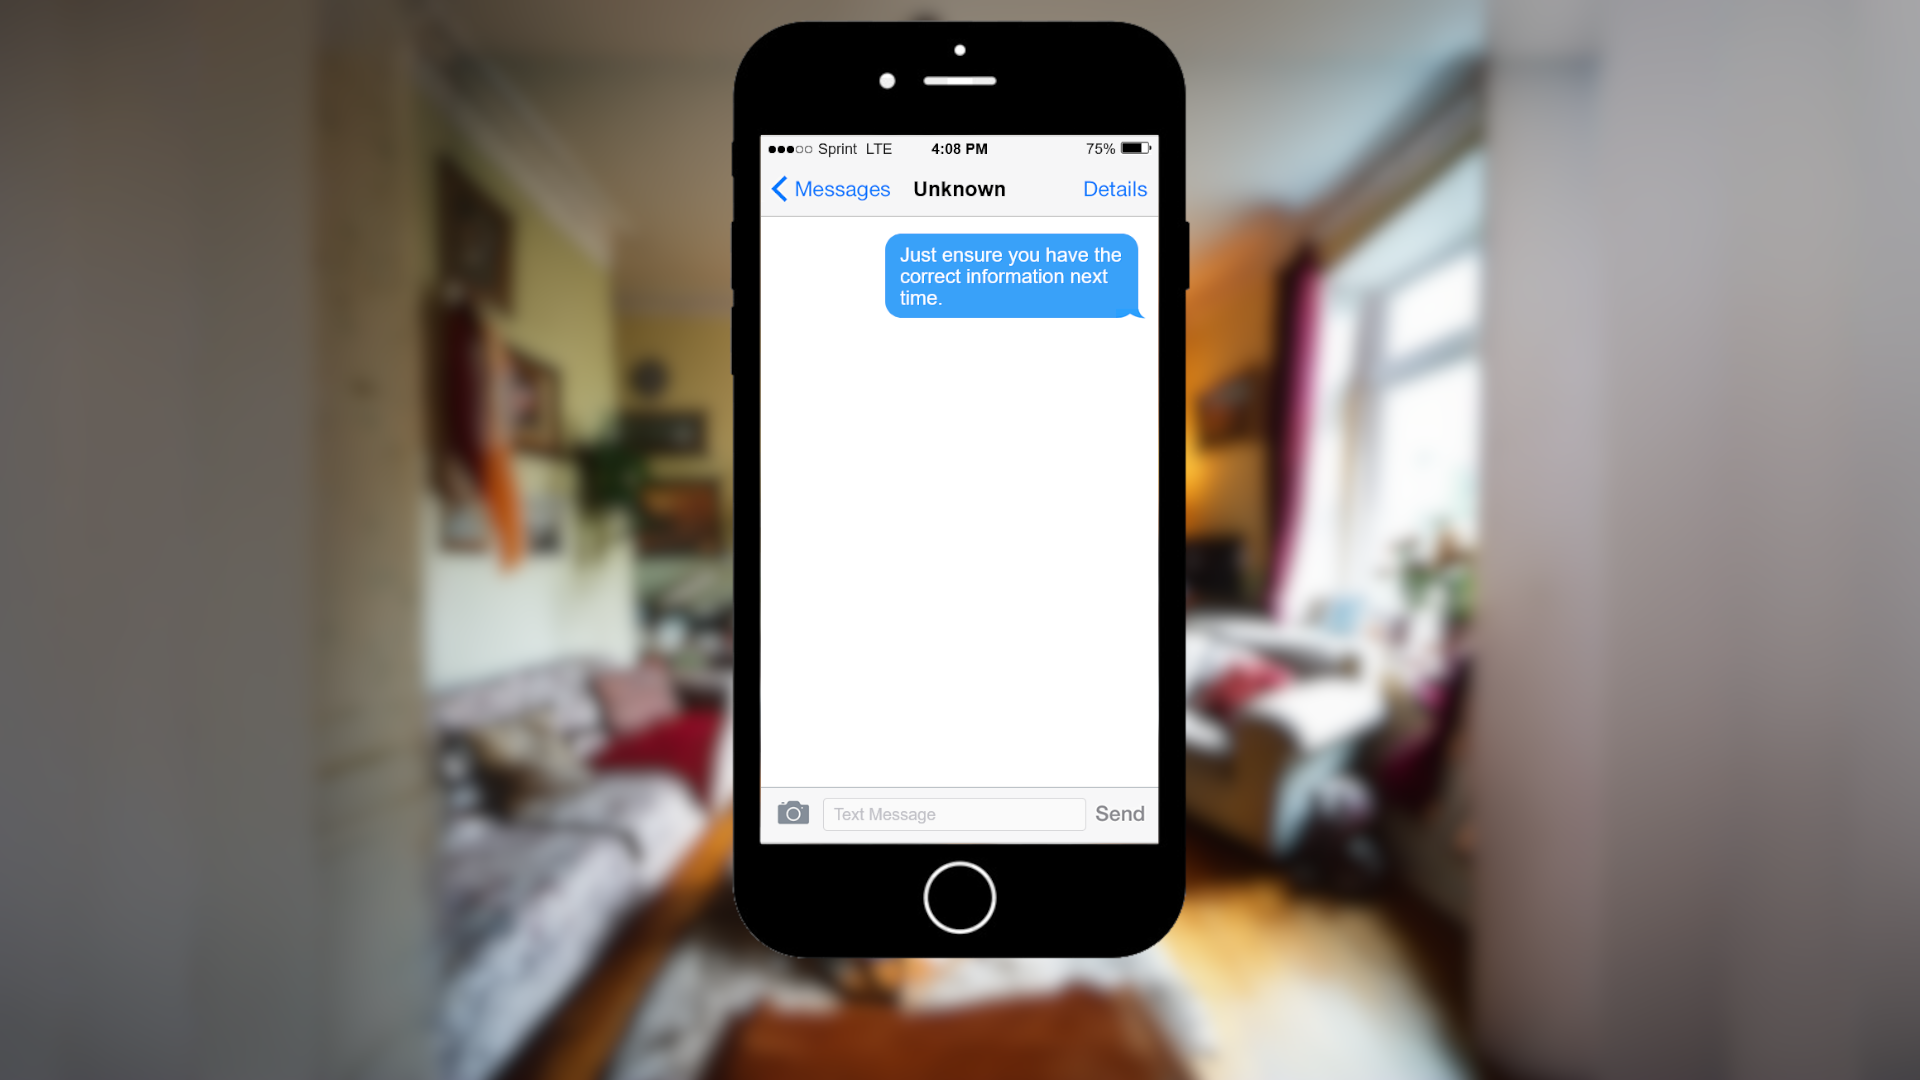 Sprint LTE 4:08 PM 75%
Messages Unknown Details
Just ensure you have the
correct information next
time.
Text Message Send